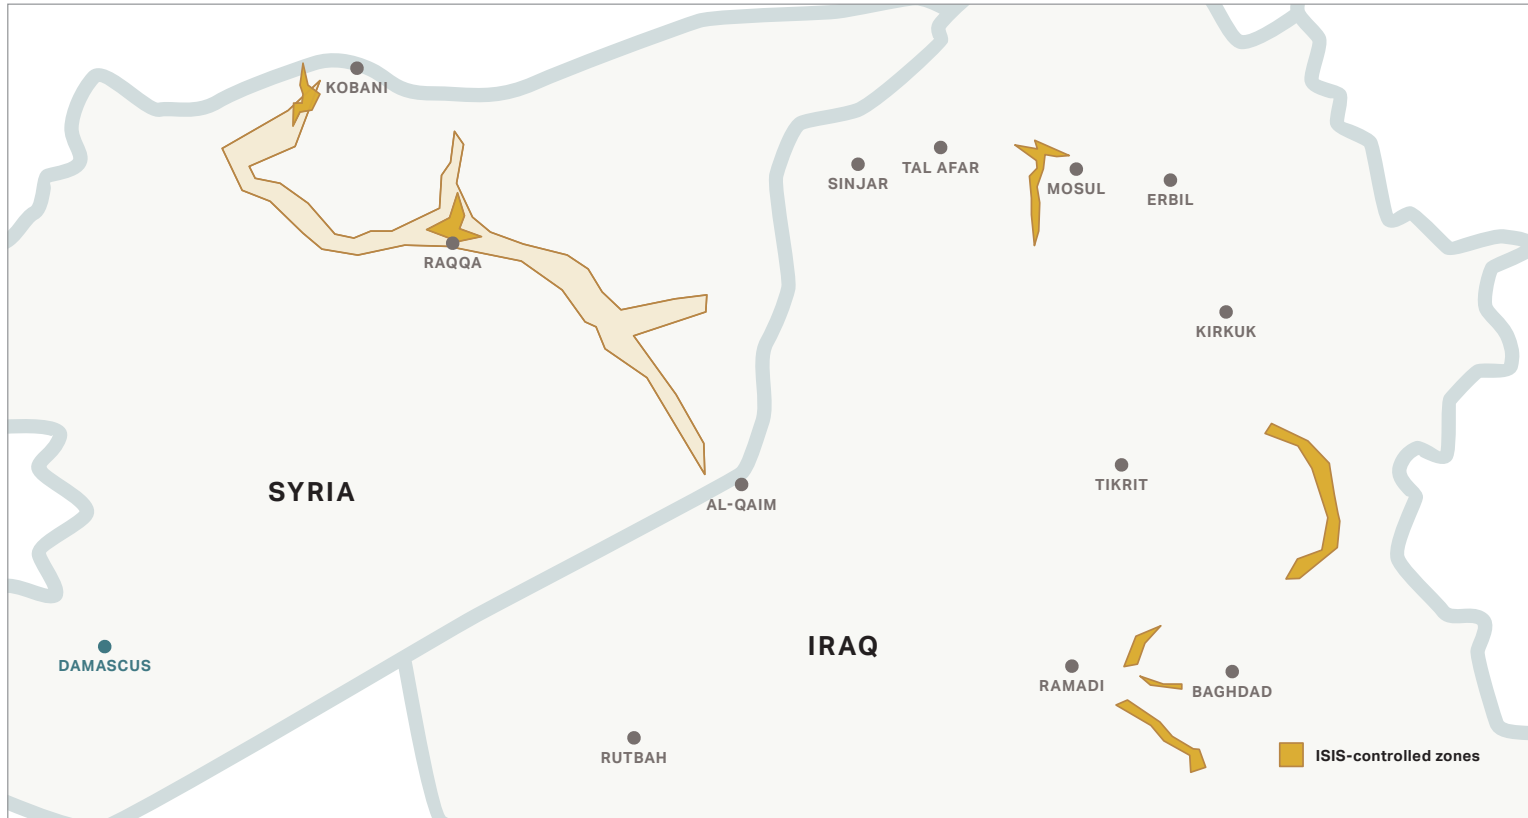 KOBANI
TAL AFAR
SINJAR
MOSUL
ERBIL
RAQQA
KIRKUK
SYRIA
TIKRIT
AL-QAIM
IRAQ
DAMASCUS
RAMADI
BAGHDAD
RUTBAH
ISIS-controlled zones